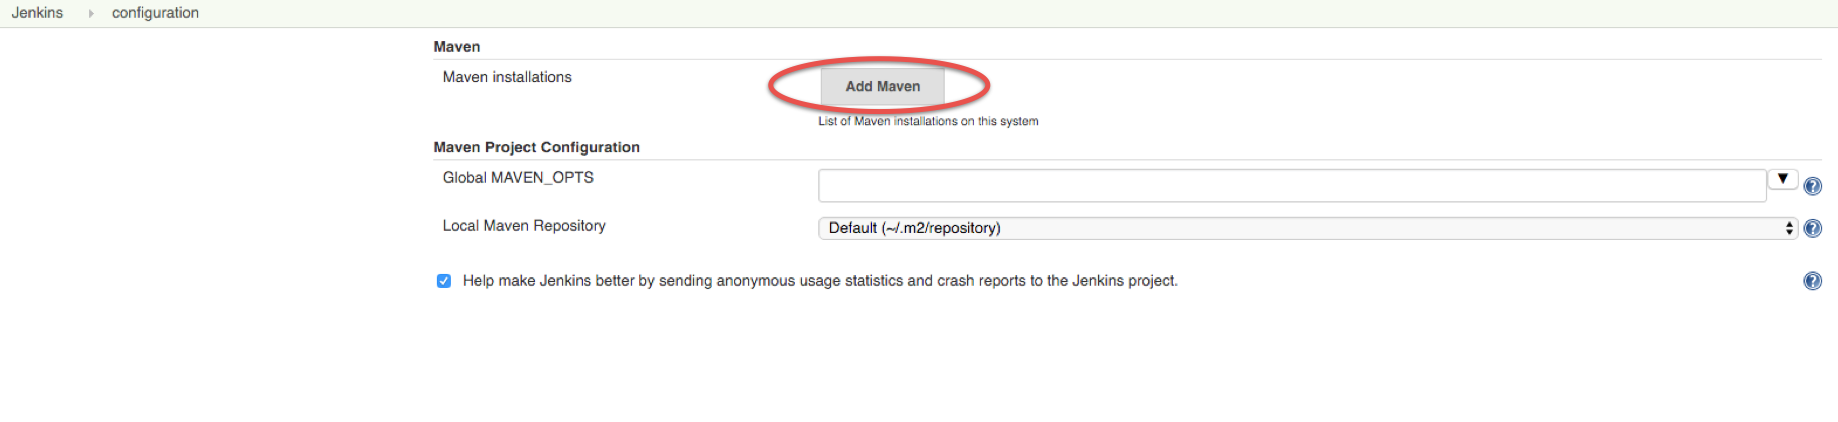 Jenkins configuration
Maven
Maven installations
Add Maven
List of Maven installations on this system
Maven Project Configuration
Global MAVEN_OPTS
▼ ?
Local Maven Repository
Default (~/.m2/repository) ?
Help make Jenkins better by sending anonymous usage statistics and crash reports to the Jenkins project. ?